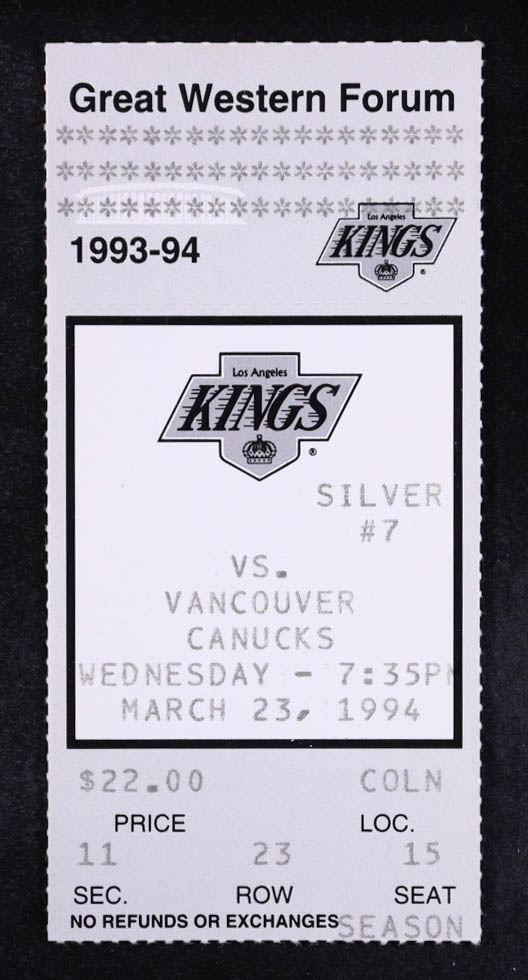 Great Western Forum
✲✲✲✲✲✲✲✲✲✲✲✲✲✲✲✲✲✲✲
✲✲✲✲✲✲✲✲✲✲✲✲✲✲✲✲✲✲✲
✲✲✲✲✲✲✲✲✲✲✲✲✲✲✲✲✲✲✲
1993-94
Los Angeles
KINGS
®
Los Angeles
KINGS
®
SILVER
#7
VS.
VANCOUVER
CANUCKS
WEDNESDAY - 7:35PM
MARCH 23, 1994
$22.00 COLN
PRICE LOC.
11 23 15
SEC. ROW SEAT
NO REFUNDS OR EXCHANGES SEASON